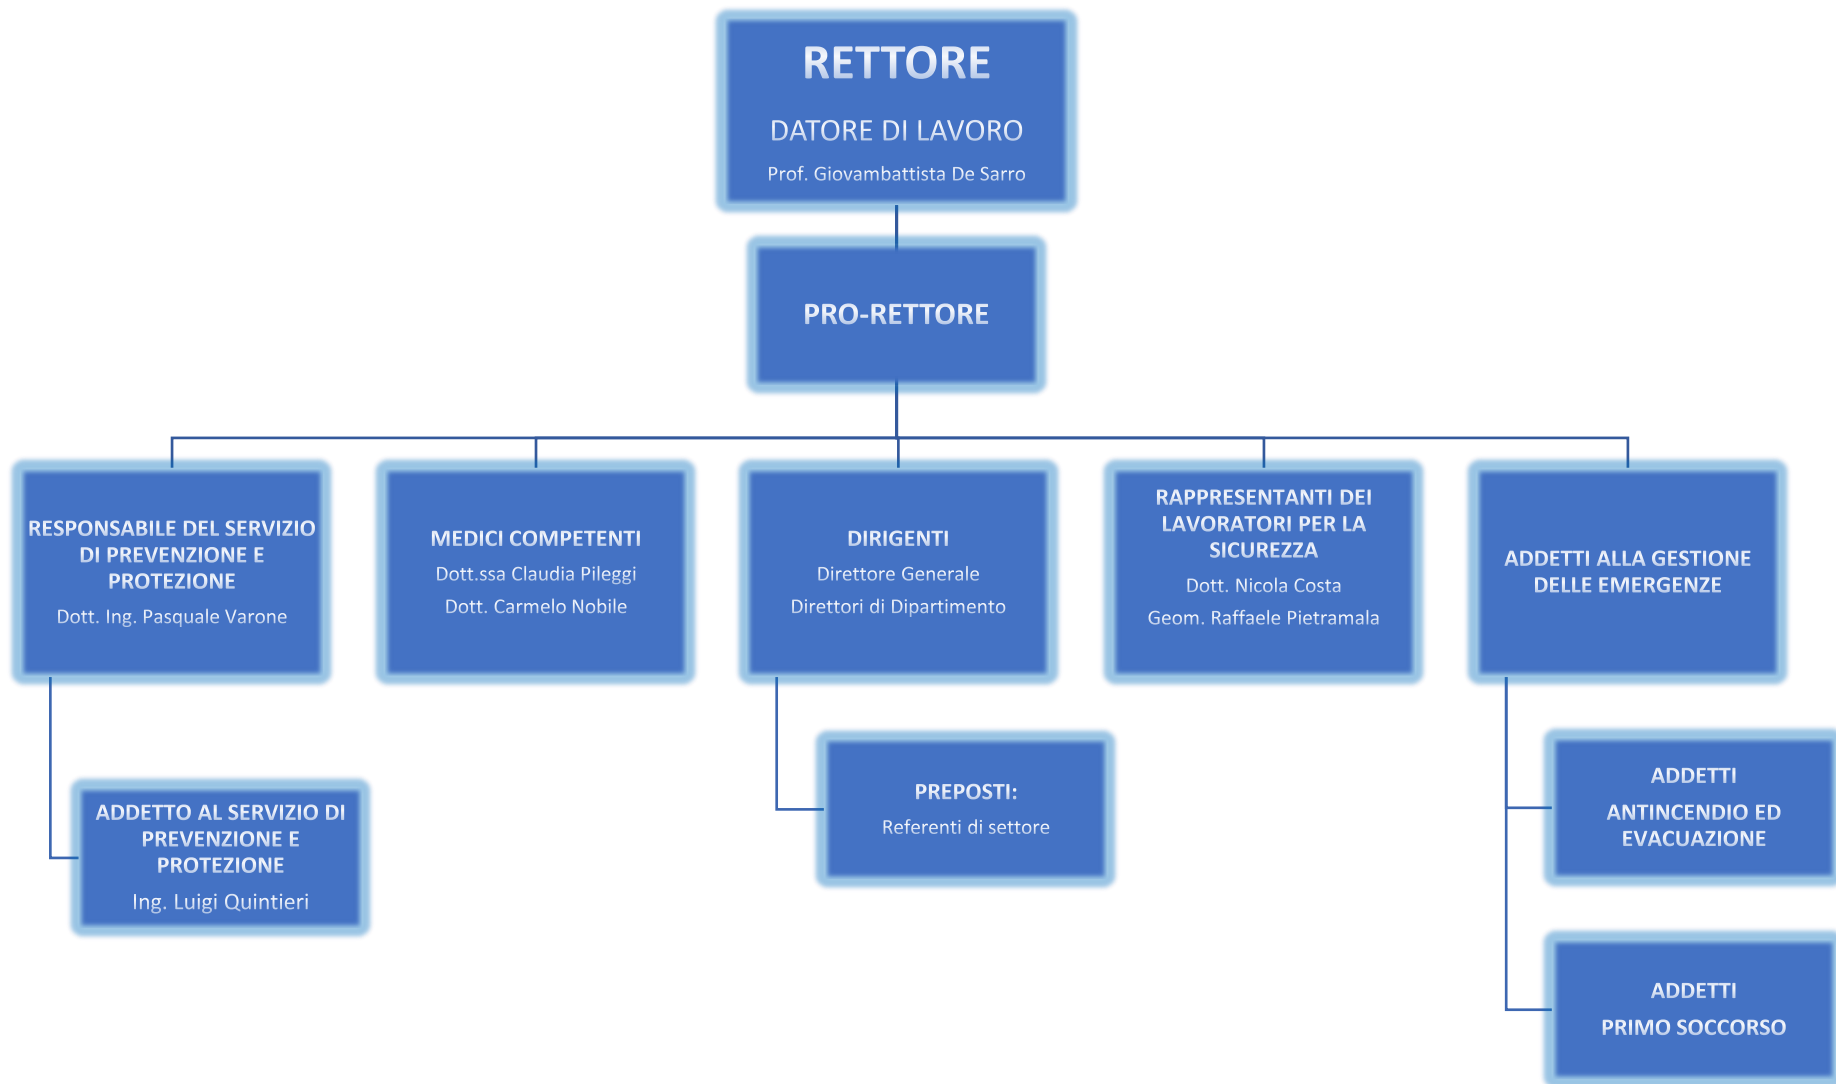 RETTORE
DATORE DI LAVORO
Prof. Giovambattista De Sarro
PRO-RETTORE
RESPONSABILE DEL SERVIZIO
DI PREVENZIONE E
PROTEZIONE
Dott. Ing. Pasquale Varone
MEDICI COMPETENTI
Dott.ssa Claudia Pileggi
Dott. Carmelo Nobile
DIRIGENTI
Direttore Generale
Direttori di Dipartimento
RAPPRESENTANTI DEI
LAVORATORI PER LA
SICUREZZA
Dott. Nicola Costa
Geom. Raffaele Pietramala
ADDETTI ALLA GESTIONE
DELLE EMERGENZE
ADDETTO AL SERVIZIO DI
PREVENZIONE E
PROTEZIONE
Ing. Luigi Quintieri
PREPOSTI:
Referenti di settore
ADDETTI
ANTINCENDIO ED
EVACUAZIONE
ADDETTI
PRIMO SOCCORSO